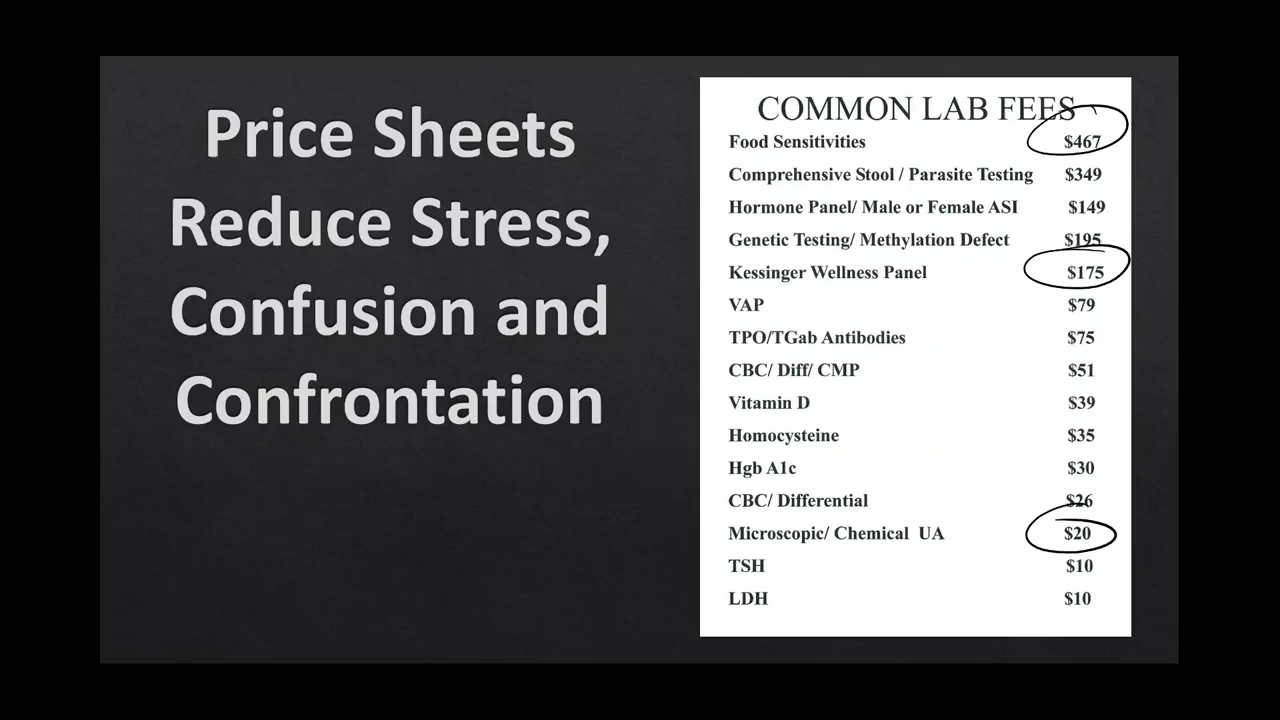 Price Sheets
Reduce Stress,
Confusion and
Confrontation
COMMON LAB FEES
Food Sensitivities $467
Comprehensive Stool / Parasite Testing $349
Hormone Panel/ Male or Female ASI $149
Genetic Testing/ Methylation Defect $195
Kessinger Wellness Panel $175
VAP $79
TPO/TGab Antibodies $75
CBC/ Diff/ CMP $51
Vitamin D $39
Homocysteine $35
Hgb A1c $30
CBC/ Differential $26
Microscopic/ Chemical UA $20
TSH $10
LDH $10